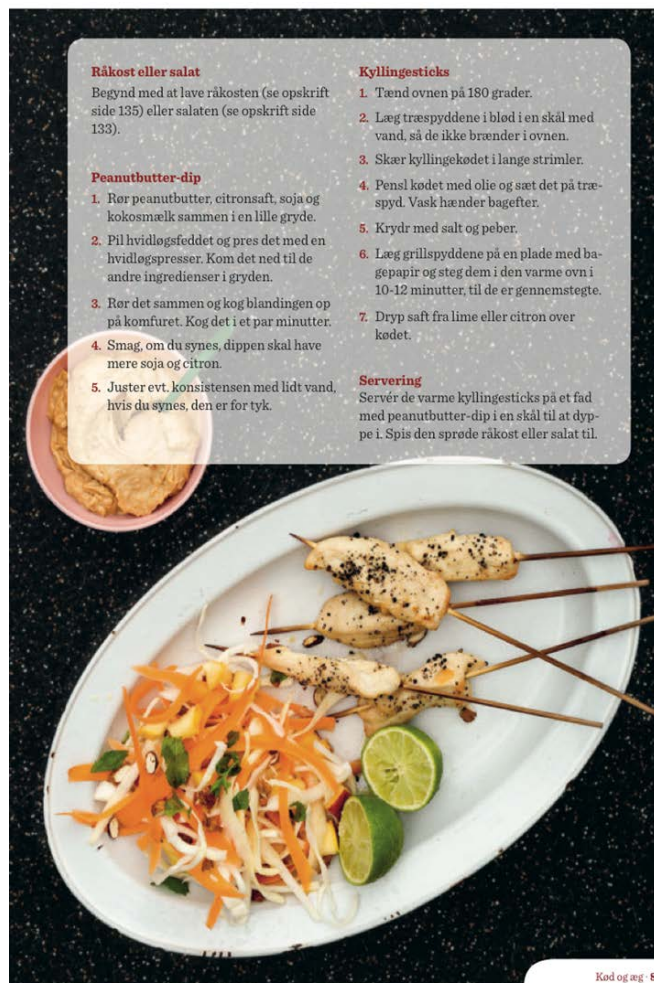 Råkost eller salat
Begynd med at lave råkosten (se opskrift
side 135) eller salaten (se opskrift side
133).
Peanutbutter-dip
1. Rør peanutbutter, citronsaft, soja og
kokosmælk sammen i en lille gryde.
2. Pil hvidløgsfeddet og pres det med en
hvidløgspresser. Kom det ned til de
andre ingredienser i gryden.
3. Rør det sammen og kog blandingen op
på komfuret. Kog det i et par minutter.
4. Smag, om du synes, dippen skal have
mere soja og citron.
5. Juster evt. konsistensen med lidt vand,
hvis du synes, den er for tyk.
Kyllingesticks
1. Tænd ovnen på 180 grader.
2. Læg træspyddene i blød i en skål med
vand, så de ikke brænder i ovnen.
3. Skær kyllingekødet i lange strimler.
4. Pensl kødet med olie og sæt det på træ-
spyd. Vask hænder bagefter.
5. Krydr med salt og peber.
6. Læg grillspyddene på en plade med ba-
gepapir og steg dem i den varme ovn i
10-12 minutter, til de er gennemstegte.
7. Dryp saft fra lime eller citron over
kødet.
Servering
Servér de varme kyllingesticks på et fad
med peanutbutter-dip i en skål til at dyp-
pe i. Spis den sprøde råkost eller salat til.
Kød og æg ·